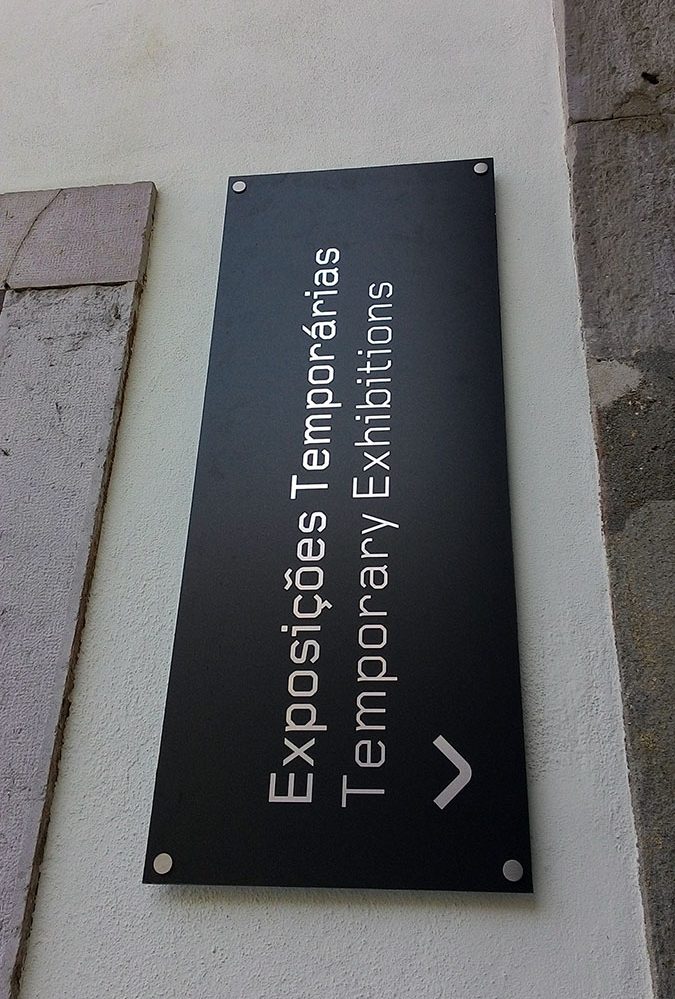 Exposições Temporárias
Temporary Exhibitions